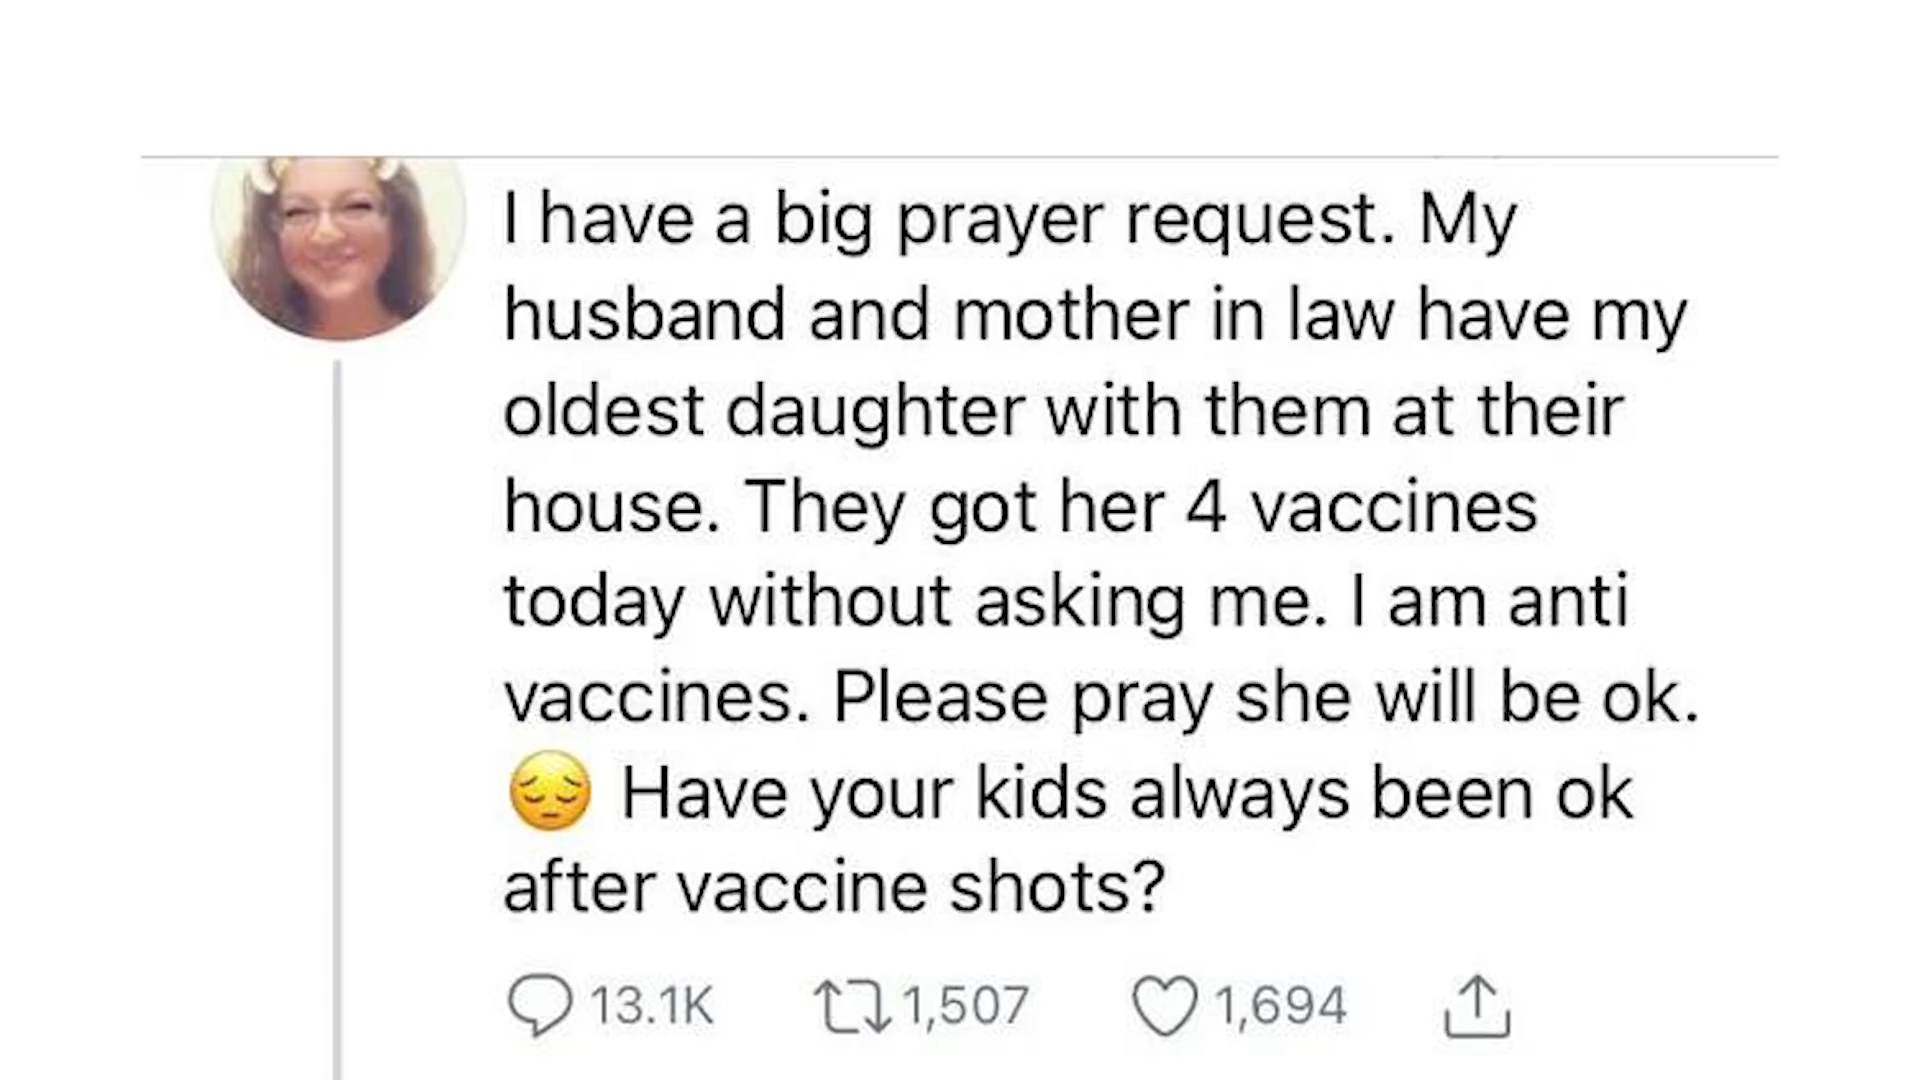 I have a big prayer request. My
husband and mother in law have my
oldest daughter with them at their
house. They got her 4 vaccines
today without asking me. I am anti
vaccines. Please pray she will be ok.
😔 Have your kids always been ok
after vaccine shots?
13.1K 1,507 1,694